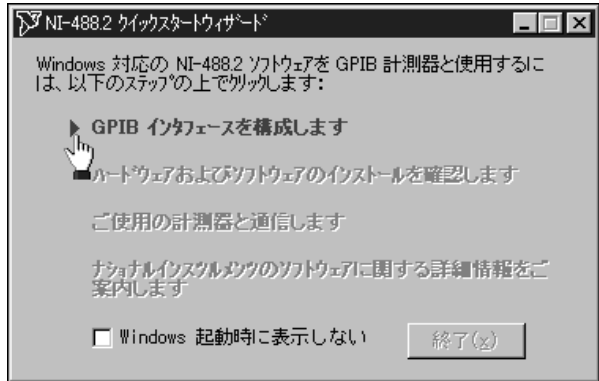 NI-488.2 ｸｲｯｸｽﾀｰﾄｳｨｻﾞｰﾄﾞ
Windows 対応の NI-488.2 ｿﾌﾄｳｪｱを GPIB 計測器と使用するに
は、以下のｽﾃｯﾌﾟの上でｸﾘｯｸします:
GPIB ｲﾝﾀﾌｪｰｽを構成します
ﾊｰﾄﾞｳｪｱおよびｿﾌﾄｳｪｱのｲﾝｽﾄｰﾙを確認します
ご使用の計測器と通信します
ﾅｼｮﾅﾙｲﾝｽﾂﾙﾒﾝﾂのｿﾌﾄｳｪｱに関する詳細情報をご
案内します
Windows 起動時に表示しない
終了(x)